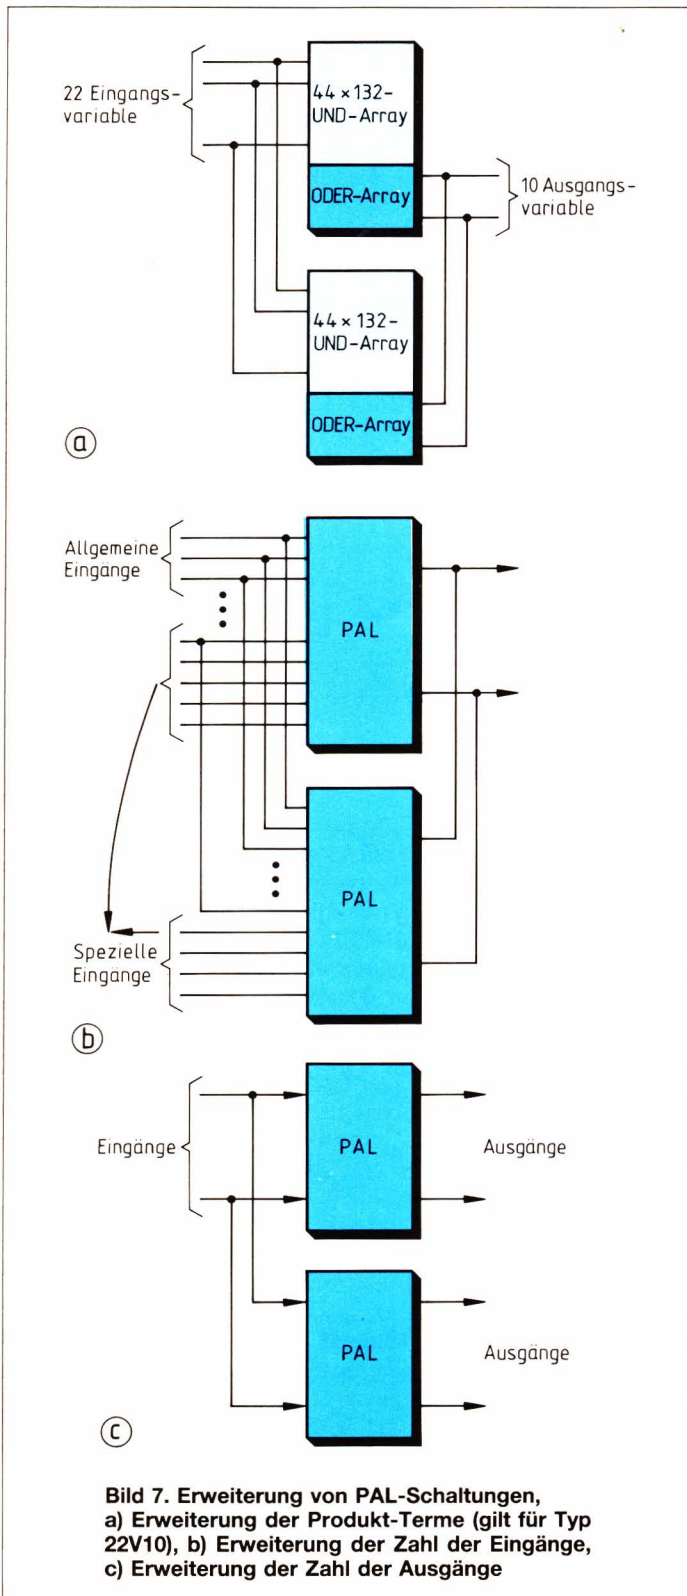 22 Eingangs-
variable
44 × 132-
UND-Array
ODER-Array
10 Ausgangs-
variable
44 × 132-
UND-Array
ODER-Array
a
Allgemeine
Eingänge
PAL
PAL
Spezielle
Eingänge
b
Eingänge
PAL
Ausgänge
PAL
Ausgänge
c
Bild 7. Erweiterung von PAL-Schaltungen,
a) Erweiterung der Produkt-Terme (gilt für Typ
22V10), b) Erweiterung der Zahl der Eingänge,
c) Erweiterung der Zahl der Ausgänge